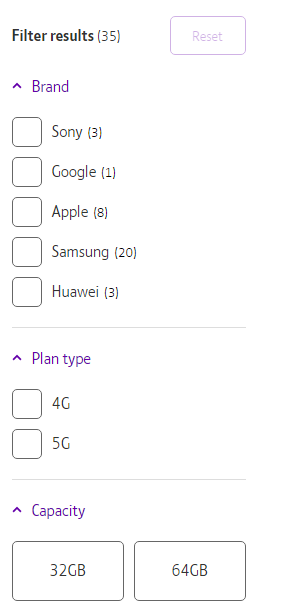 Filter results (35)
Reset
Brand
Sony (3)
Google (1)
Apple (8)
Samsung (20)
Huawei (3)
Plan type
4G
5G
Capacity
32GB
64GB